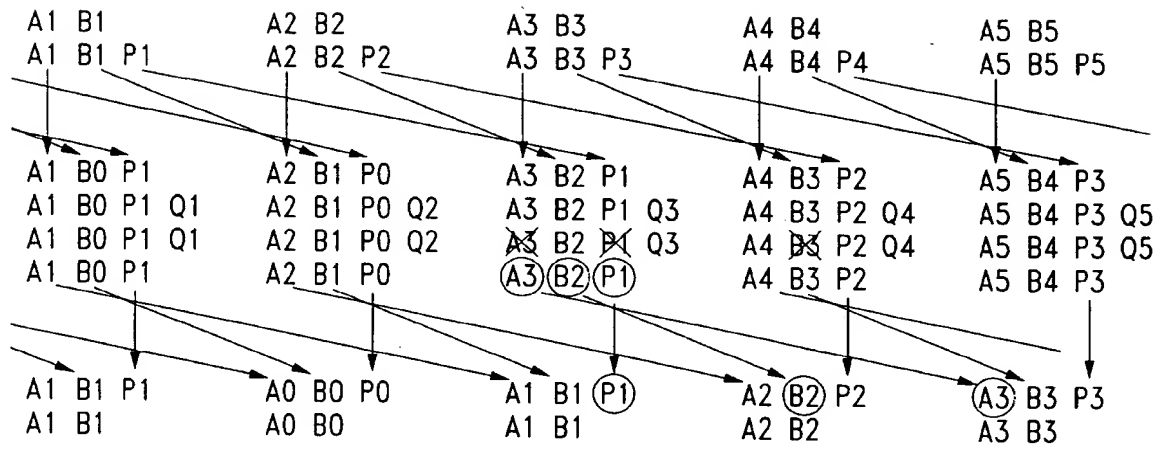 A1 B1 A2 B2 A3 B3 A4 B4 A5 B5
A1 B1 P1 A2 B2 P2 A3 B3 P3 A4 B4 P4 A5 B5 P5
A1 B0 P1 A2 B1 P0 A3 B2 P1 A4 B3 P2 A5 B4 P3
A1 B0 P1 Q1 A2 B1 P0 Q2 A3 B2 P1 Q3 A4 B3 P2 Q4 A5 B4 P3 Q5
A1 B0 P1 Q1 A2 B1 P0 Q2 A3 B2 P1 Q3 A4 B3 P2 Q4 A5 B4 P3 Q5
A1 B0 P1 A2 B1 P0 A3 B2 P1 A4 B3 P2 A5 B4 P3
A1 B1 P1 A0 B0 P0 A1 B1 P1 A2 B2 P2 A3 B3 P3
A1 B1 A0 B0 A1 B1 A2 B2 A3 B3